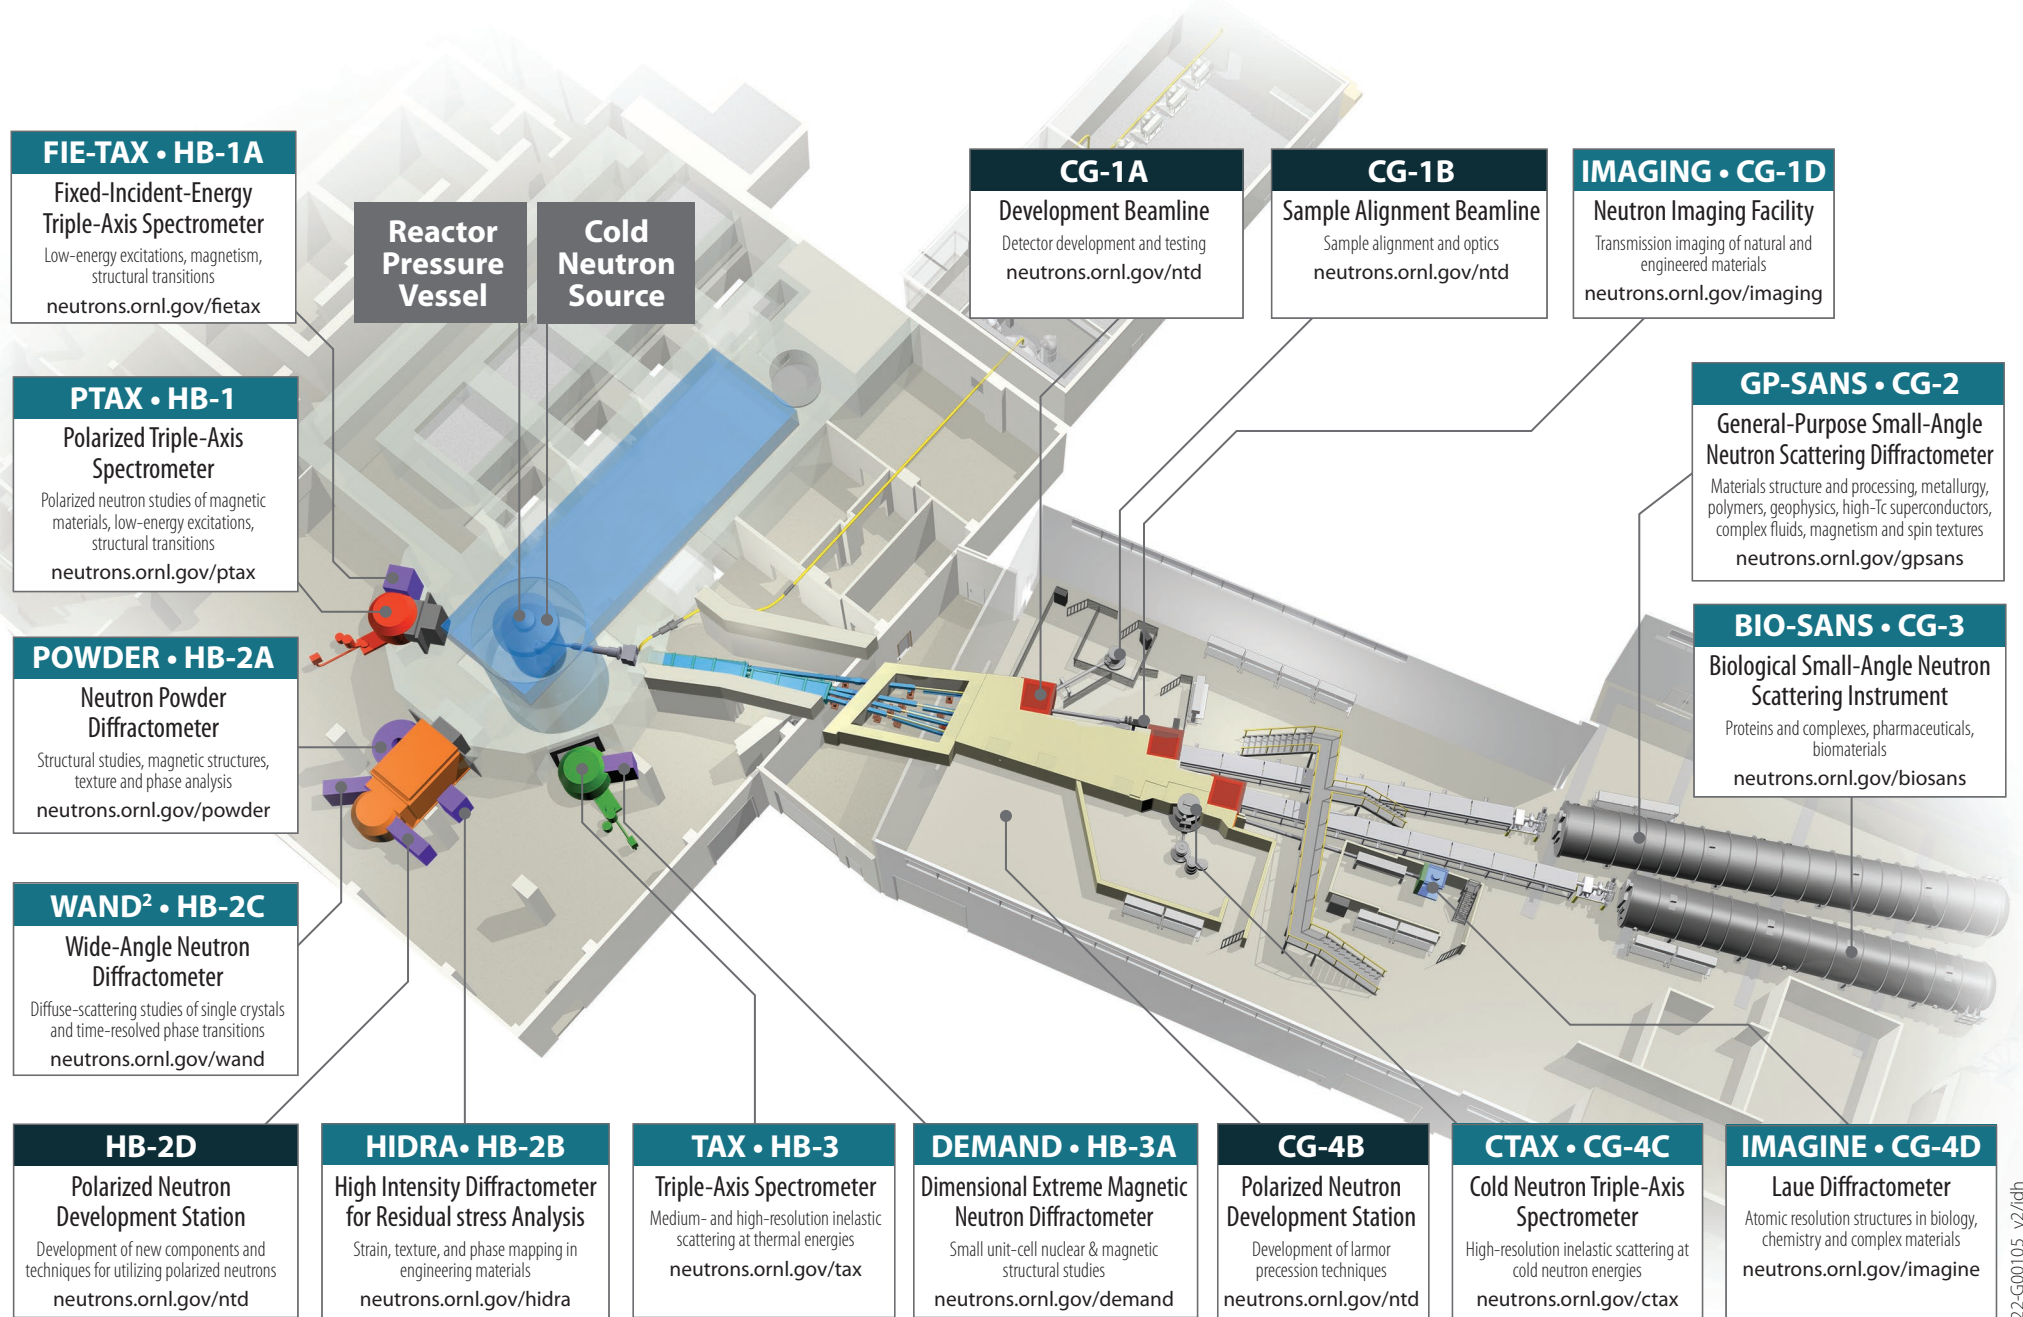 FIE-TAX • HB-1A
Fixed-Incident-Energy
Triple-Axis Spectrometer
Low-energy excitations, magnetism,
structural transitions
neutrons.ornl.gov/fietax
PTAX • HB-1
Polarized Triple-Axis
Spectrometer
Polarized neutron studies of magnetic
materials, low-energy excitations,
structural transitions
neutrons.ornl.gov/ptax
POWDER • HB-2A
Neutron Powder
Diffractometer
Structural studies, magnetic structures,
texture and phase analysis
neutrons.ornl.gov/powder
WAND² • HB-2C
Wide-Angle Neutron
Diffractometer
Diffuse-scattering studies of single crystals
and time-resolved phase transitions
neutrons.ornl.gov/wand
Reactor
Pressure
Vessel
Cold
Neutron
Source
CG-1A
Development Beamline
Detector development and testing
neutrons.ornl.gov/ntd
CG-1B
Sample Alignment Beamline
Sample alignment and optics
neutrons.ornl.gov/ntd
IMAGING • CG-1D
Neutron Imaging Facility
Transmission imaging of natural and
engineered materials
neutrons.ornl.gov/imaging
GP-SANS • CG-2
General-Purpose Small-Angle
Neutron Scattering Diffractometer
Materials structure and processing, metallurgy,
polymers, geophysics, high-Tc superconductors,
complex fluids, magnetism and spin textures
neutrons.ornl.gov/gpsans
BIO-SANS • CG-3
Biological Small-Angle Neutron
Scattering Instrument
Proteins and complexes, pharmaceuticals,
biomaterials
neutrons.ornl.gov/biosans
HB-2D
Polarized Neutron
Development Station
Development of new components and
techniques for utilizing polarized neutrons
neutrons.ornl.gov/ntd
HIDRA• HB-2B
High Intensity Diffractometer
for Residual stress Analysis
Strain, texture, and phase mapping in
engineering materials
neutrons.ornl.gov/hidra
TAX • HB-3
Triple-Axis Spectrometer
Medium- and high-resolution inelastic
scattering at thermal energies
neutrons.ornl.gov/tax
DEMAND • HB-3A
Dimensional Extreme Magnetic
Neutron Diffractometer
Small unit-cell nuclear & magnetic
structural studies
neutrons.ornl.gov/demand
CG-4B
Polarized Neutron
Development Station
Development of larmor
precession techniques
neutrons.ornl.gov/ntd
CTAX • CG-4C
Cold Neutron Triple-Axis
Spectrometer
High-resolution inelastic scattering at
cold neutron energies
neutrons.ornl.gov/ctax
IMAGINE • CG-4D
Laue Diffractometer
Atomic resolution structures in biology,
chemistry and complex materials
neutrons.ornl.gov/imagine
22-G00105_v2/jdh